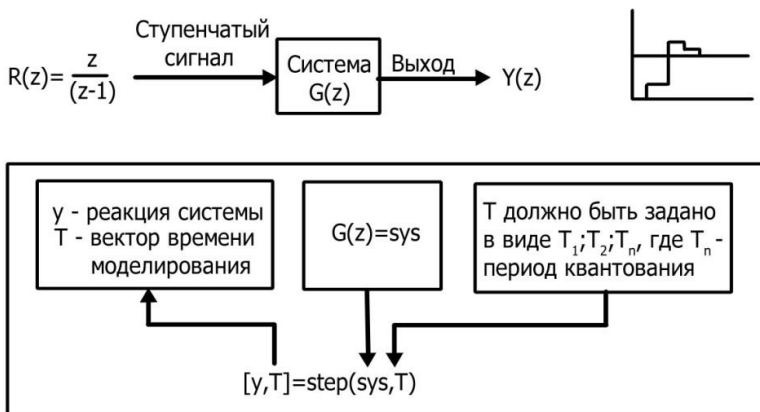 Ступенчатый
сигнал
R(z)= z
(z-1)
Система
G(z)
Выход
Y(z)
y - реакция системы
T - вектор времени
моделирования
G(z)=sys
T должно быть задано
в виде T₁;T₂;Tₙ, где Tₙ -
период квантования
[y,T]=step(sys,T)